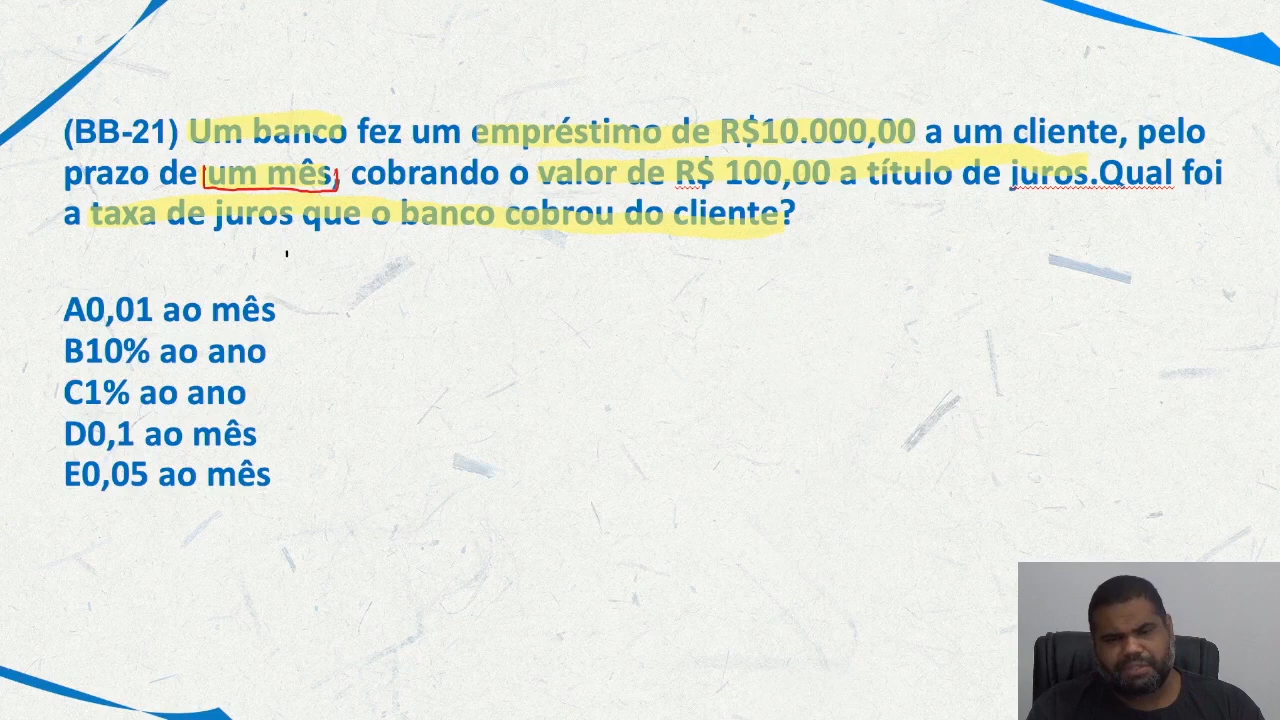 (BB-21) Um banco fez um empréstimo de R$10.000,00 a um cliente, pelo
prazo de um mês, cobrando o valor de R$ 100,00 a título de juros.Qual foi
a taxa de juros que o banco cobrou do cliente?
A0,01 ao mês
B10% ao ano
C1% ao ano
D0,1 ao mês
E0,05 ao mês